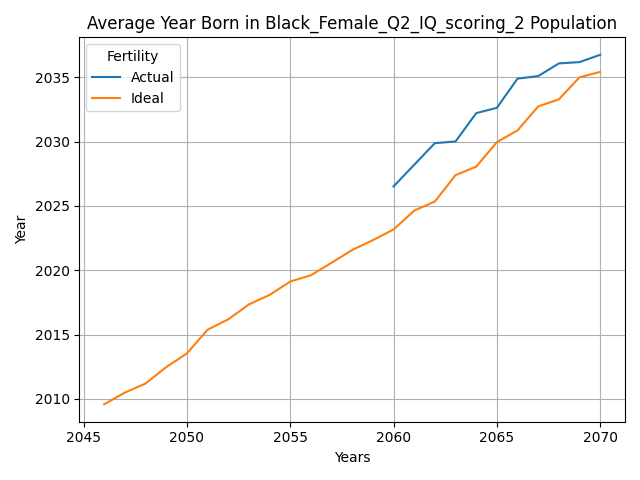 Average Year Born in Black_Female_Q2_IQ_scoring_2 Population
Fertility
Actual
Ideal
2035
2030
2025
2020
2015
2010
Year
2045 2050 2055 2060 2065 2070
Years